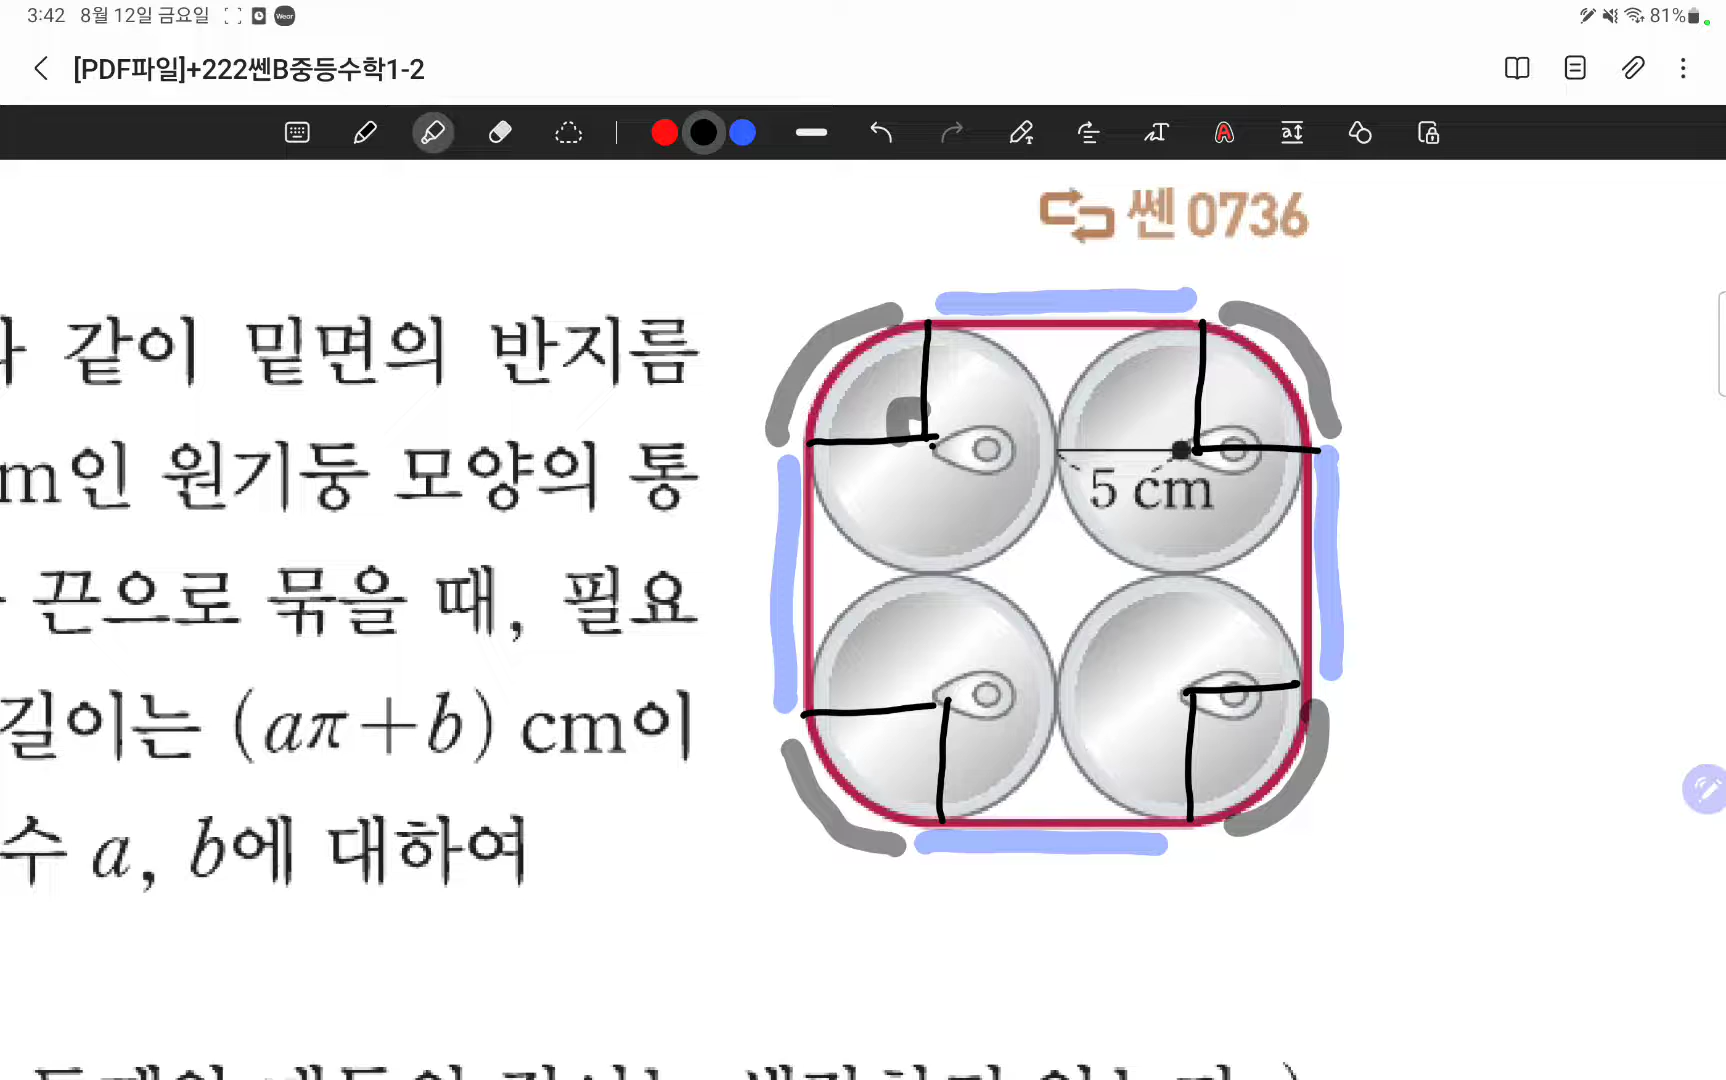 3:42 8월 12일 금요일 Wear 81%
[PDF파일]+222쎈B중등수학1-2
쎈 0736
같이 밑면의 반지름
m인 원기둥 모양의 통
끈으로 묶을 때, 필요
길이는 (aπ+b) cm이
수 a, b에 대하여
5 cm